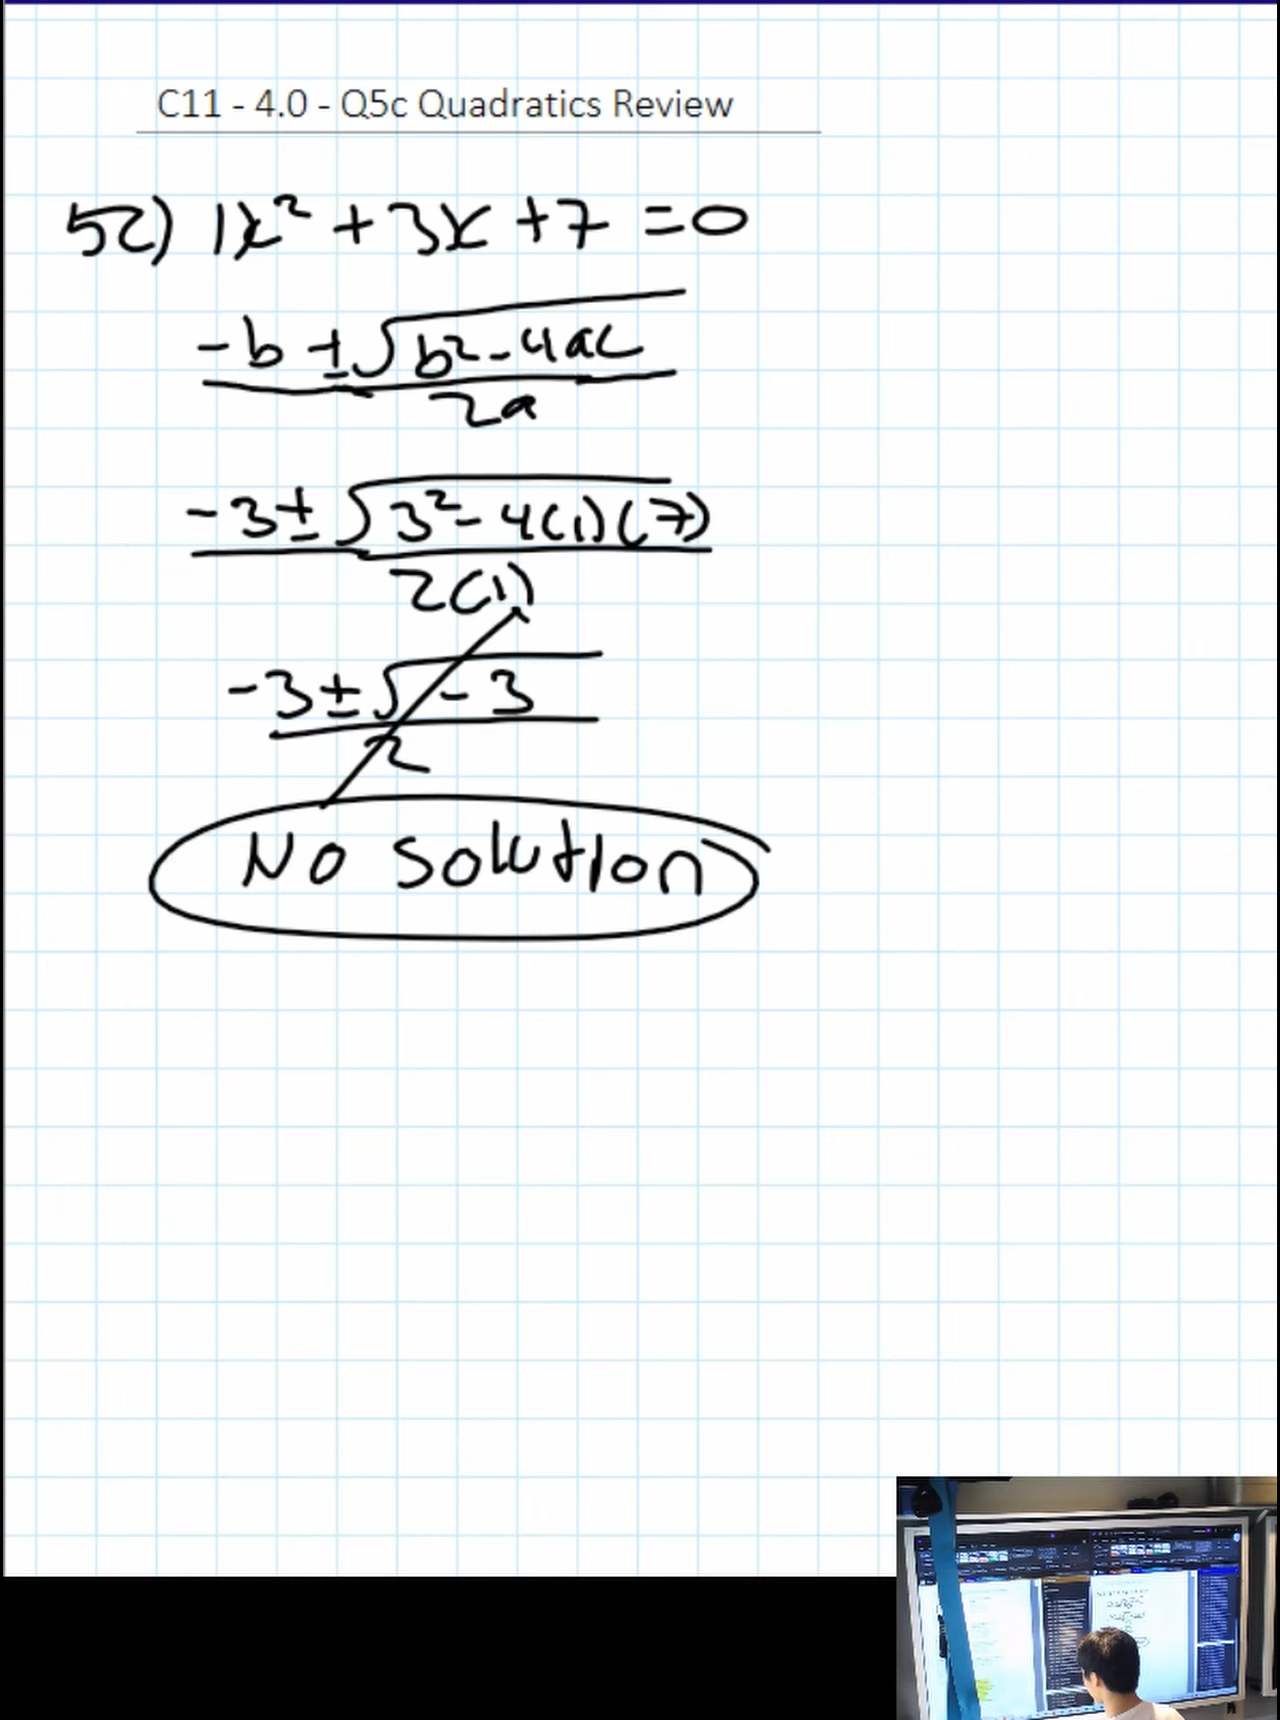 C11 - 4.0 - Q5c Quadratics Review
5c) 1x² + 3x + 7 = 0
-b ± √b² - 4ac
2a
-3 ± √3² - 4(1)(7)
2(1)
-3 ± √-3
2
No solution